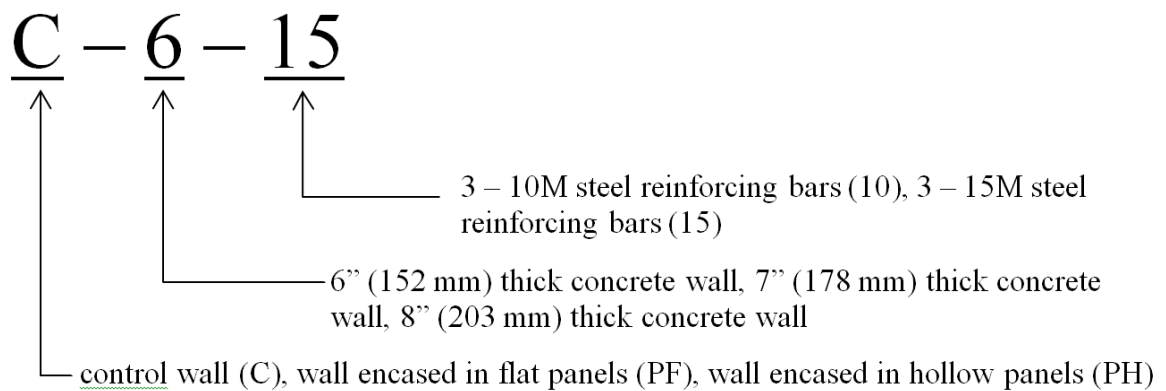 C – 6 – 15
3 – 10M steel reinforcing bars (10), 3 – 15M steel
reinforcing bars (15)
6” (152 mm) thick concrete wall, 7” (178 mm) thick concrete
wall, 8” (203 mm) thick concrete wall
control wall (C), wall encased in flat panels (PF), wall encased in hollow panels (PH)